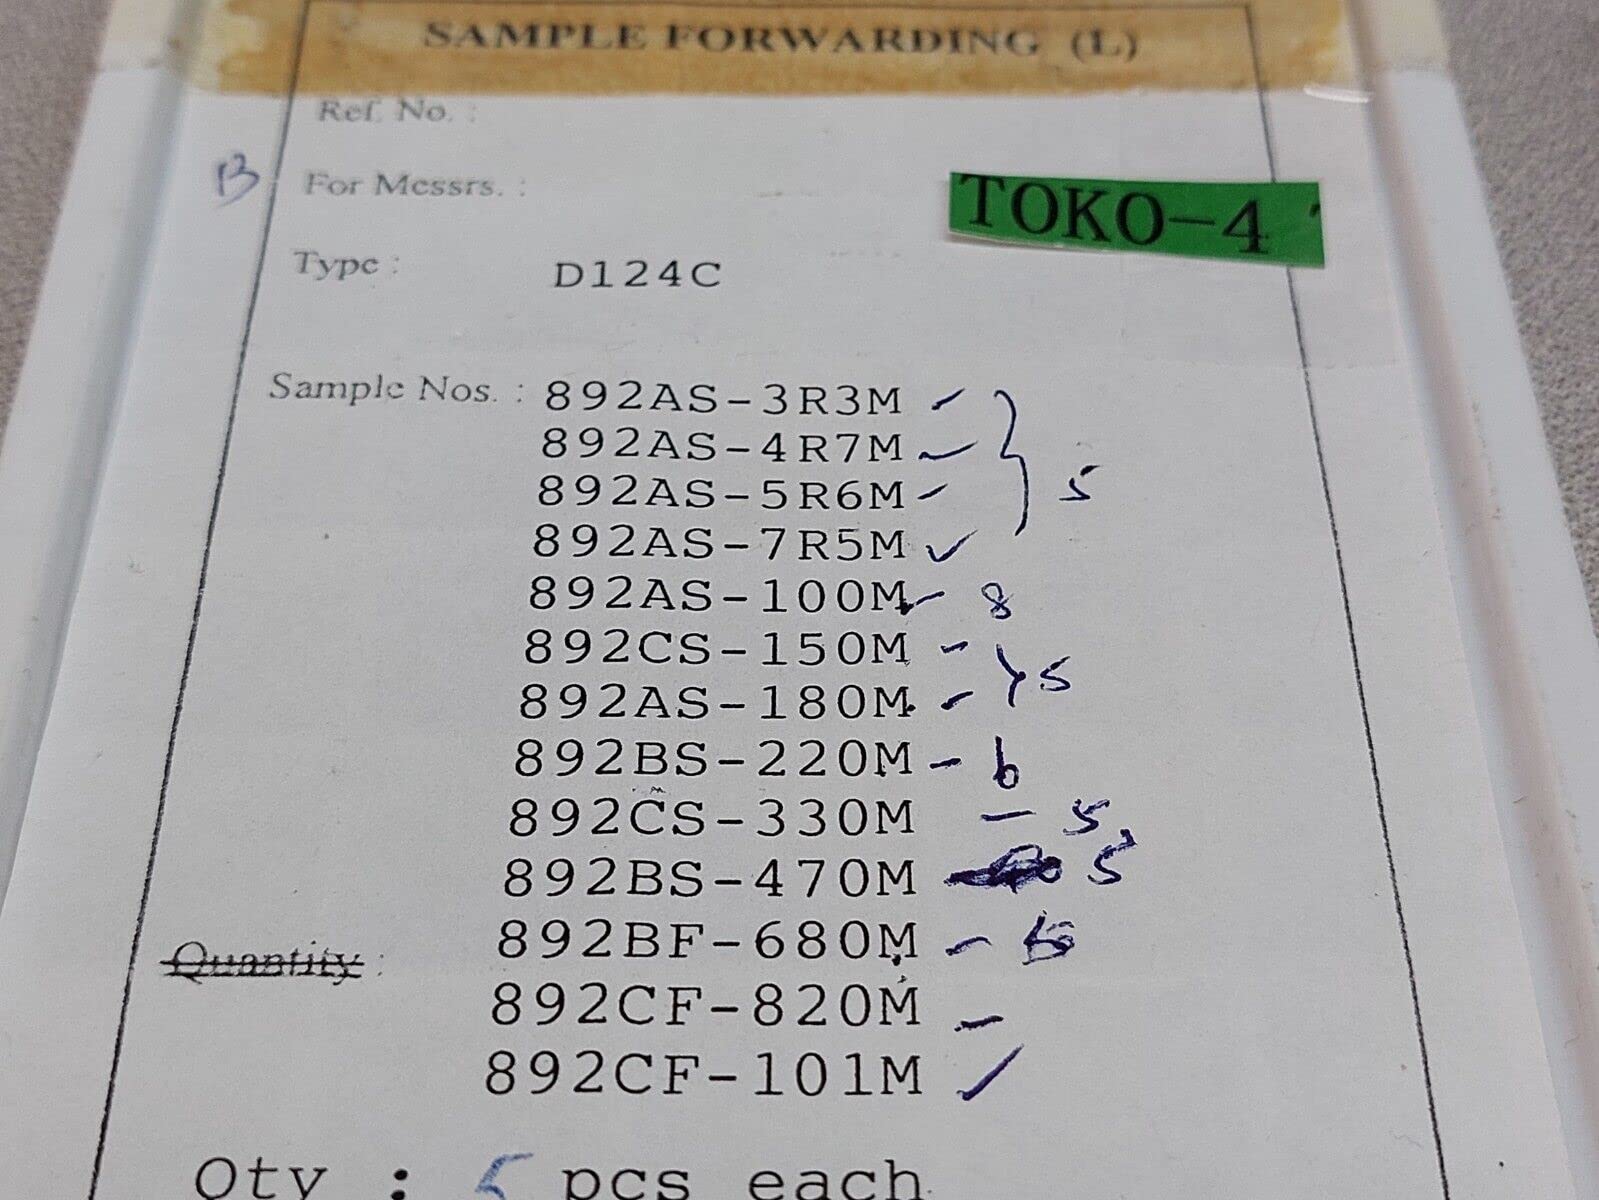 SAMPLE FORWARDING (L)
Ref. No. :
B For Messrs. :
TOKO-4
Type : D124C
Sample Nos. : 892AS-3R3M
892AS-4R7M
892AS-5R6M 5
892AS-7R5M
892AS-100M - 8
892CS-150M -
5
892AS-180M -
892BS-220M - 6
892CS-330M - 5
892BS-470M 5
892BF-680M -
Quantity :
892CF-820M -
892CF-101M
Qty : 5 pcs each